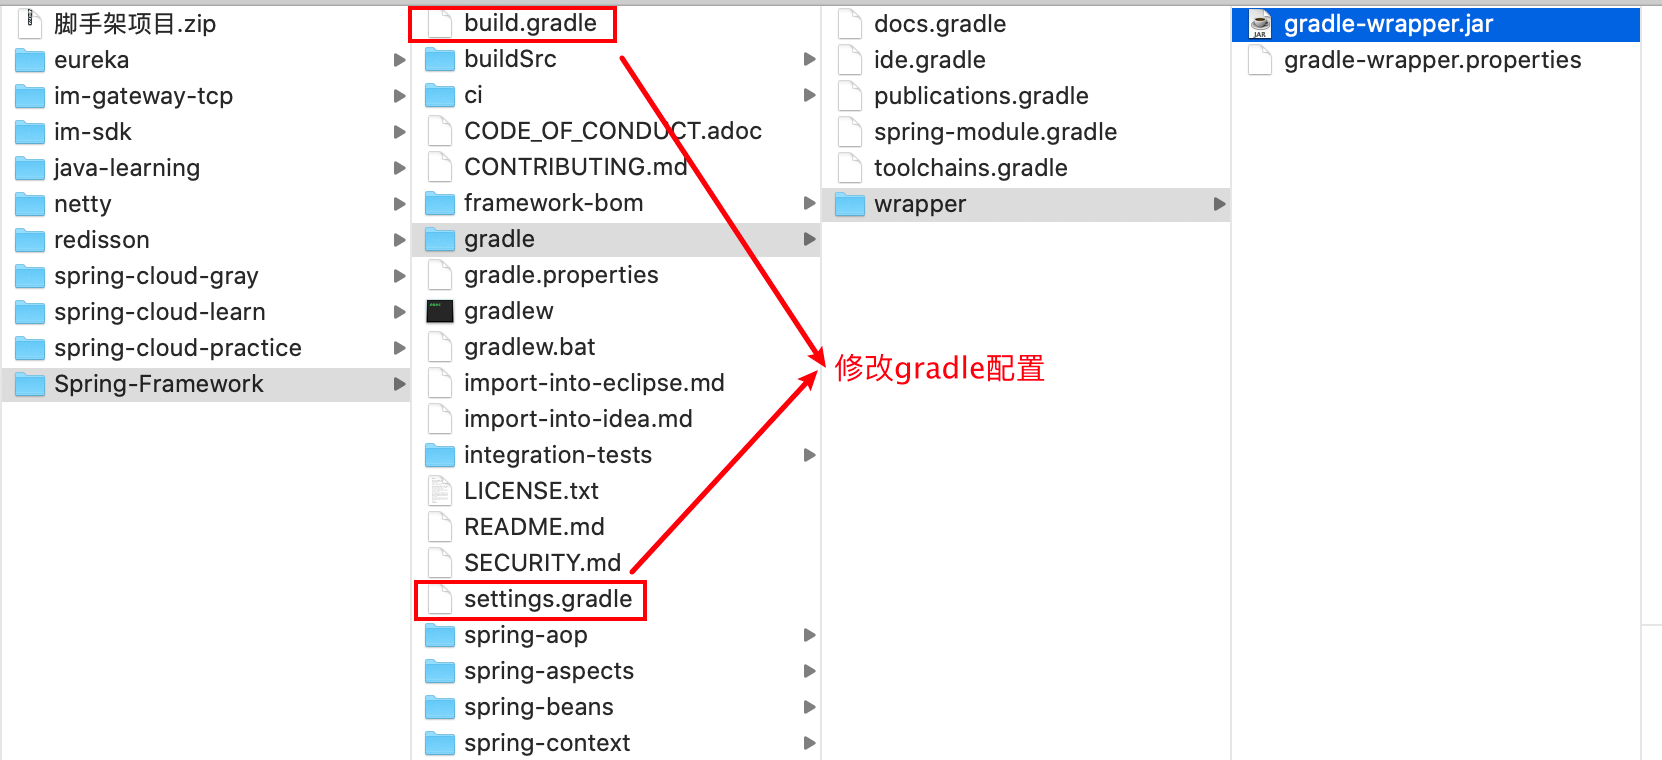 脚手架项目.zip
eureka
im-gateway-tcp
im-sdk
java-learning
netty
redisson
spring-cloud-gray
spring-cloud-learn
spring-cloud-practice
Spring-Framework
build.gradle
buildSrc
ci
CODE_OF_CONDUCT.adoc
CONTRIBUTING.md
framework-bom
gradle
gradle.properties
gradlew
gradlew.bat
import-into-eclipse.md
import-into-idea.md
integration-tests
LICENSE.txt
README.md
SECURITY.md
settings.gradle
spring-aop
spring-aspects
spring-beans
spring-context
docs.gradle
ide.gradle
publications.gradle
spring-module.gradle
toolchains.gradle
wrapper
修改gradle配置
JAR
gradle-wrapper.jar
gradle-wrapper.properties